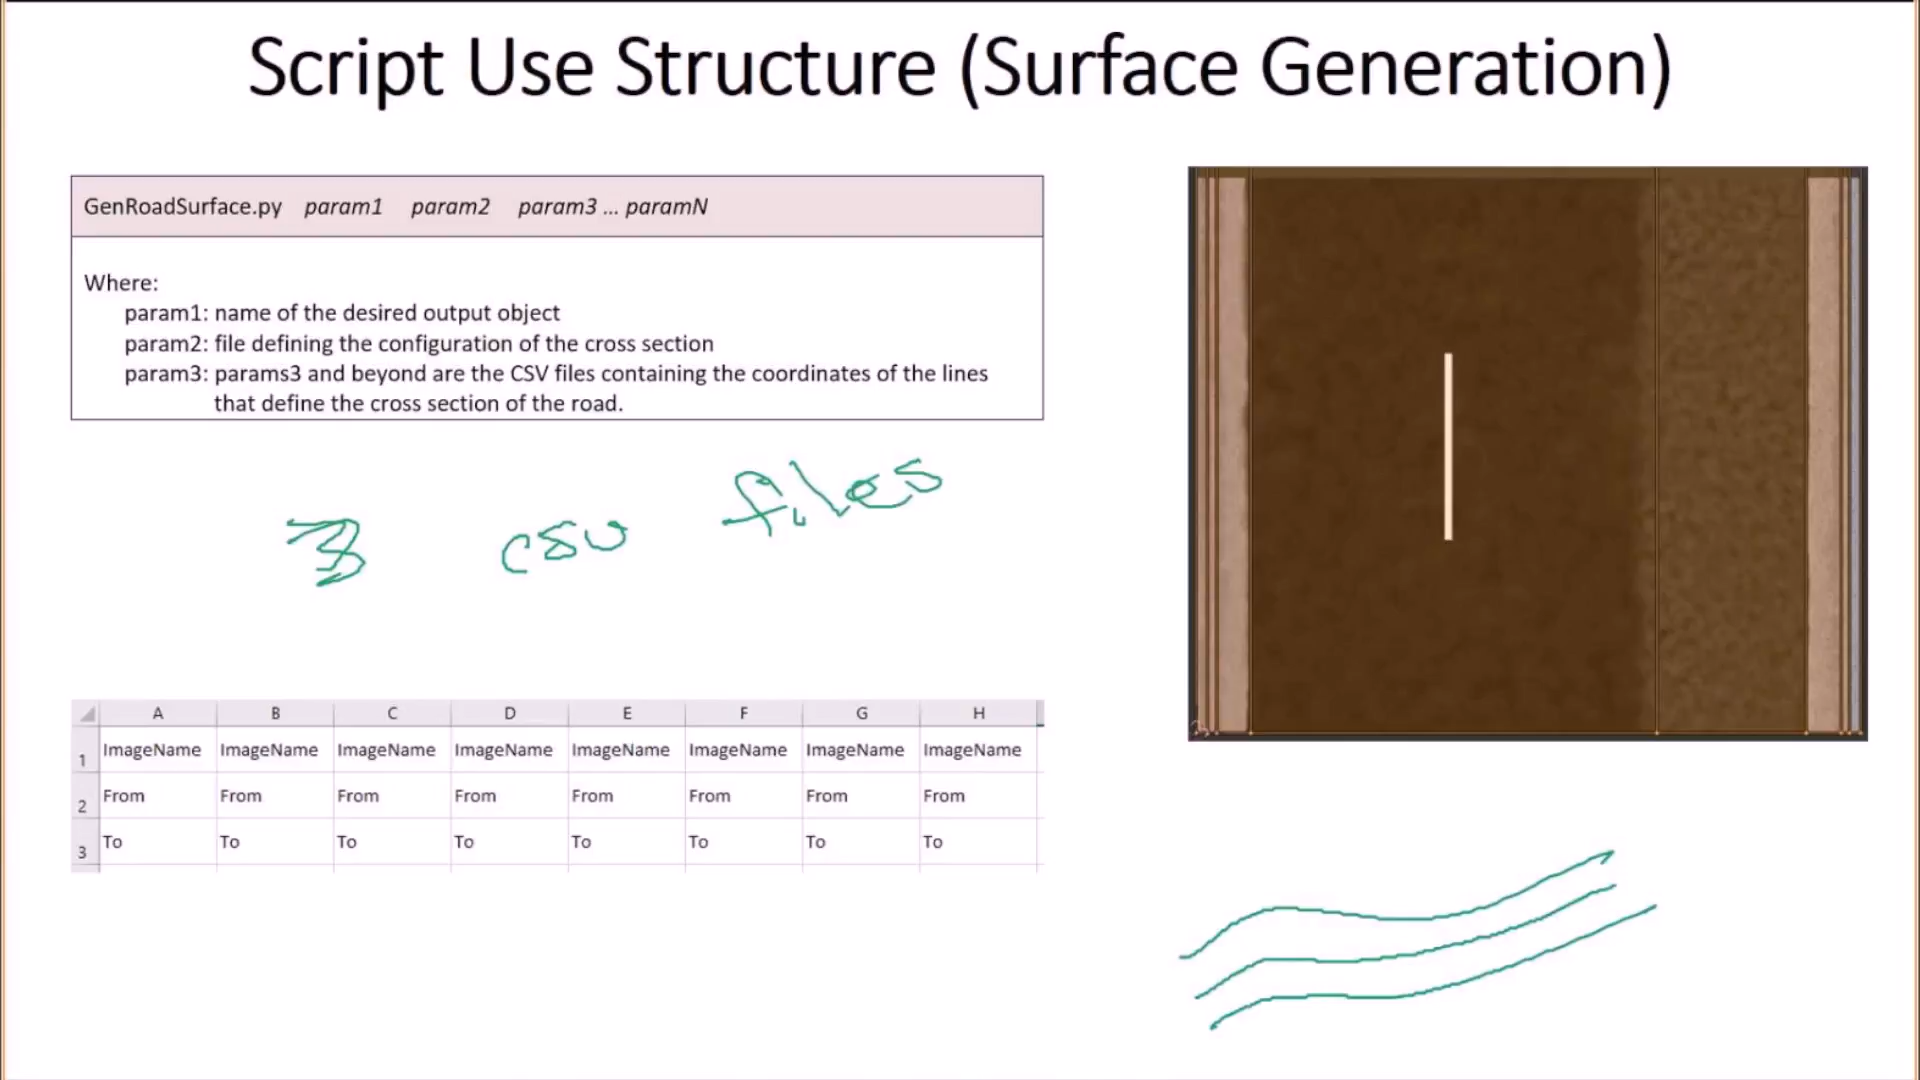 Script Use Structure (Surface Generation)
GenRoadSurface.py param1 param2 param3 ... paramN
Where:
param1: name of the desired output object
param2: file defining the configuration of the cross section
param3: params3 and beyond are the CSV files containing the coordinates of the lines
that define the cross section of the road.
3 csv files
A B C D E F G H
1 ImageName ImageName ImageName ImageName ImageName ImageName ImageName ImageName
2 From From From From From From From From
3 To To To To To To To To